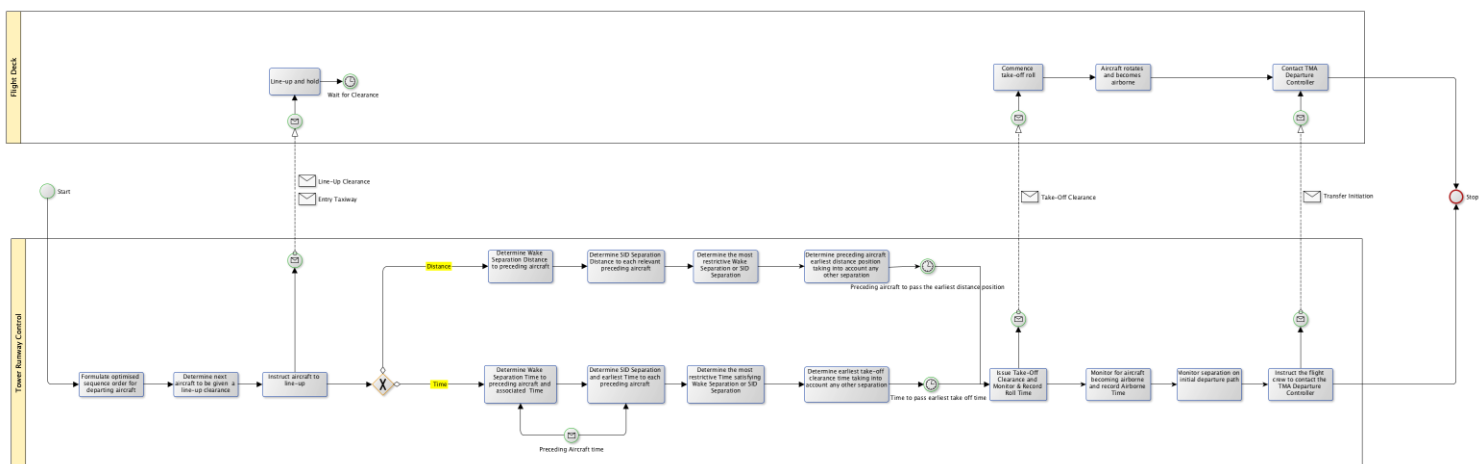 Flight Deck
Line-up and hold
Wait for Clearance
Commence
take-off roll
Aircraft rotates
and becomes
airborne
Contact TMA
Departure
Controller
Line-Up Clearance
Entry Taxiway
Take-Off Clearance
Transfer Initiation
Start
Stop
Tower Runway Control
Distance
Determine Wake
Separation Distance
to preceding aircraft
Determine SID Separation
Distance to each relevant
preceding aircraft
Determine the most
restrictive Wake
Separation or SID
Separation
Determine preceding aircraft
earliest distance position
taking into account any
other separation
Preceding aircraft to pass the earliest distance position
Formulate optimised
sequence order for
departing aircraft
Determine next
aircraft to be given a
line-up clearance
Instruct aircraft to
line-up
X
Time
Determine Wake
Separation Time to
preceding aircraft and
associated Time
Determine SID Separation
and earliest Time to each
preceding aircraft
Determine the most
restrictive Time satisfying
Wake Separation or SID
Separation
Determine earliest take-off
clearance time taking into
account any other separation
Time to pass earliest take off time
Issue Take-Off
Clearance and
Monitor & Record
Roll Time
Monitor for aircraft
becoming airborne
and record Airborne
Time
Monitor separation on
initial departure path
Instruct the flight
crew to contact the
TMA Departure
Controller
Preceding Aircraft time